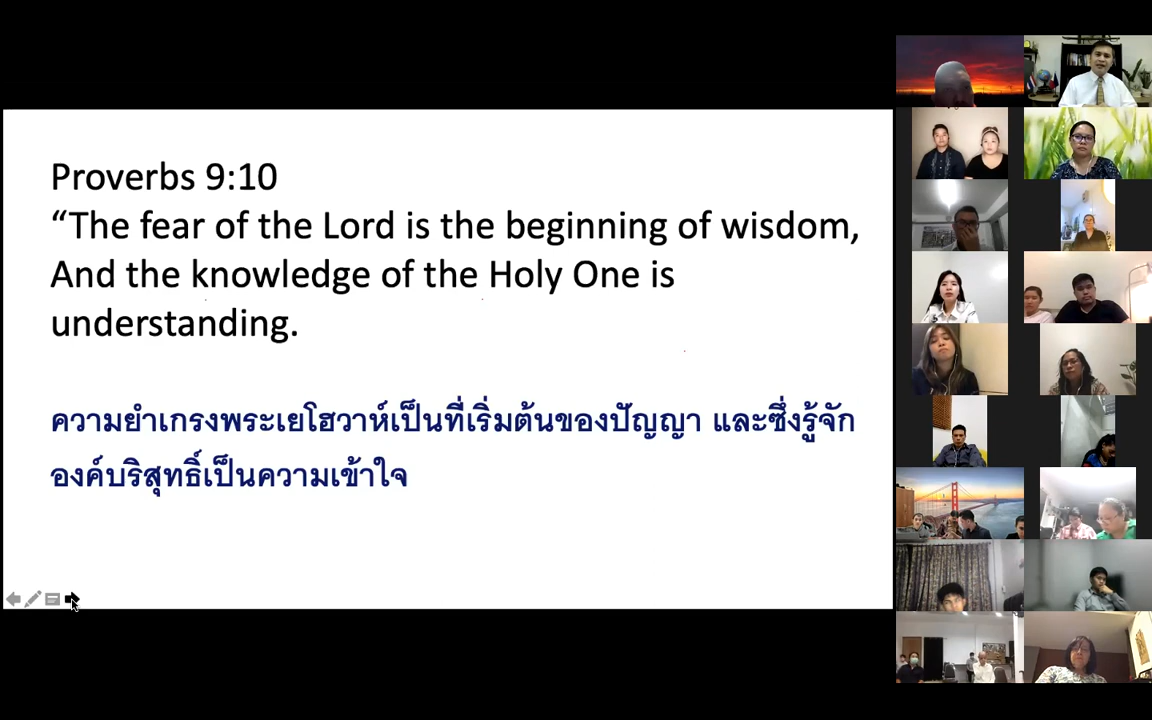 Proverbs 9:10
“The fear of the Lord is the beginning of wisdom,
And the knowledge of the Holy One is
understanding.
ความยำเกรงพระเยโฮวาห์เป็นที่เริ่มต้นของปัญญา และซึ่งรู้จัก
องค์บริสุทธิ์เป็นความเข้าใจ